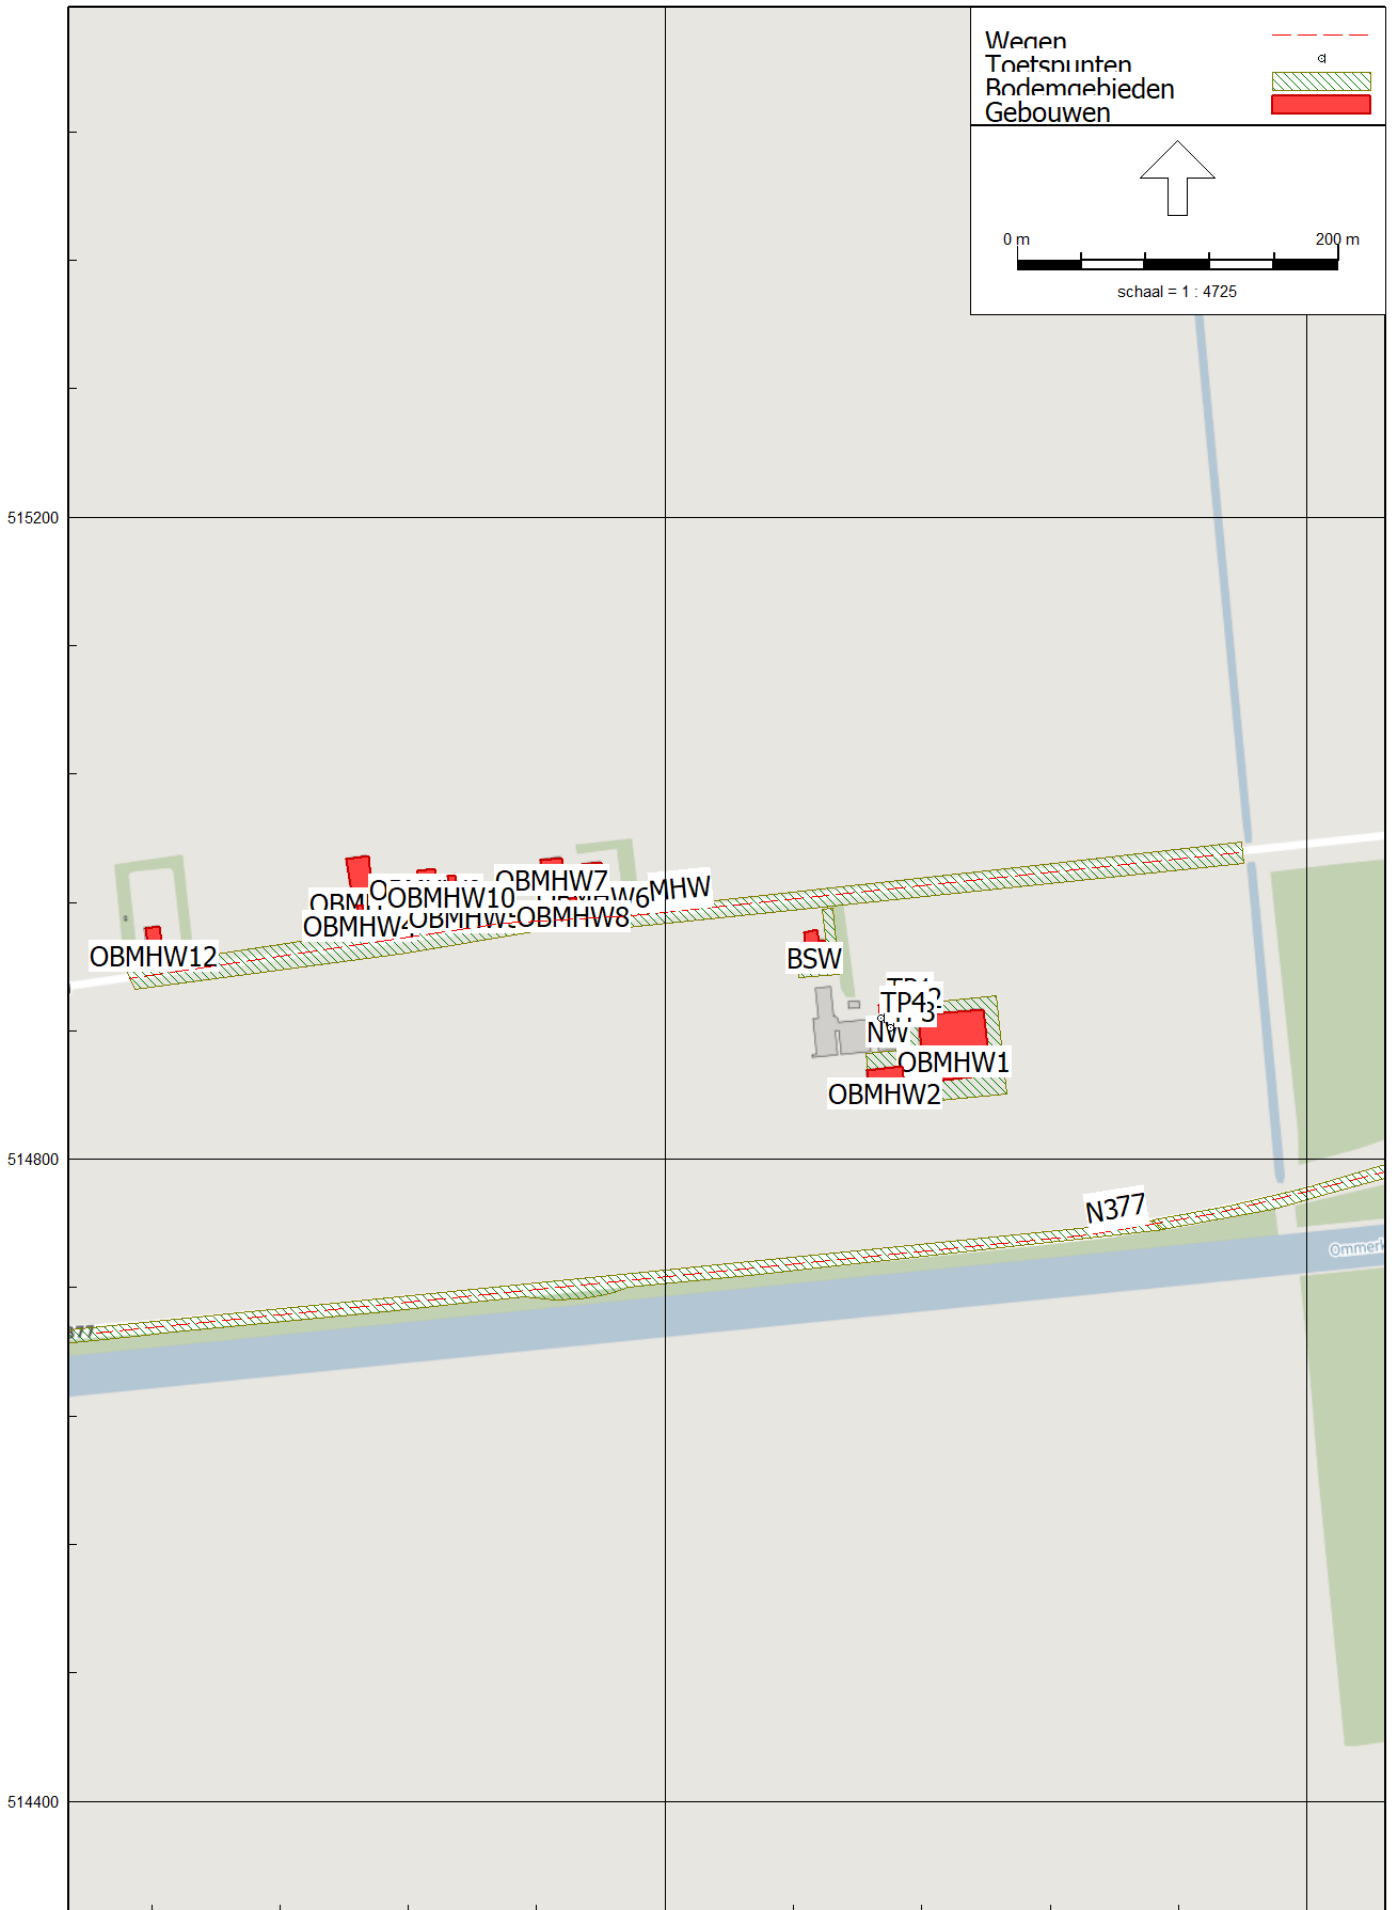 Wegen
Toetspunten
Bodemgebieden
Gebouwen
0 m 200 m
schaal = 1 : 4725
515200
OBMHW7
OBMHW10
MHW
OBMHW8
OBMHW12
BSW
TP4
NW
OBMHW1
OBMHW2
514800
N377
514400